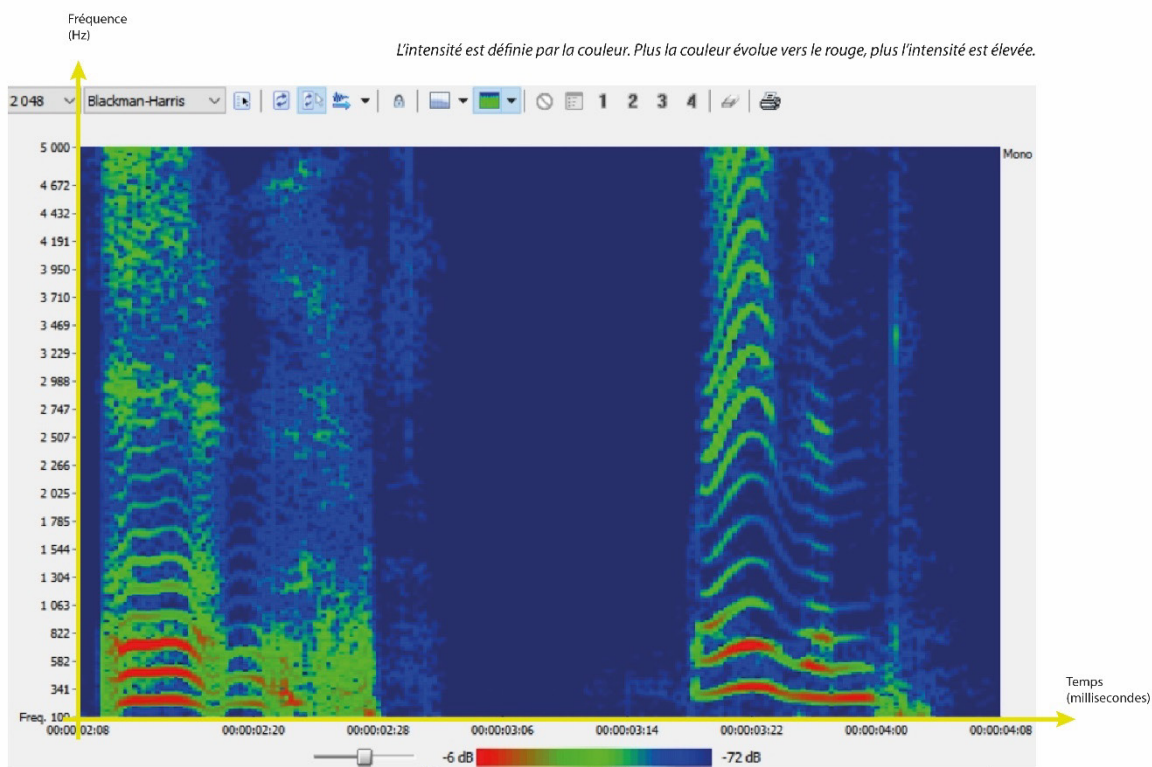 Fréquence
(Hz)
L'intensité est définie par la couleur. Plus la couleur évolue vers le rouge, plus l'intensité est élevée.
2 048 Blackman-Harris 1 2 3 4
5 000 Mono
4 672
4 432
4 191
3 950
3 710
3 469
3 229
2 988
2 747
2 507
2 266
2 025
1 785
1 544
1 304
1 063
822
582
341
Temps
(millisecondes)
Freq. 100
00:00:02:08 00:00:02:20 00:00:02:28 00:00:03:06 00:00:03:14 00:00:03:22 00:00:04:00 00:00:04:08
-6 dB -72 dB